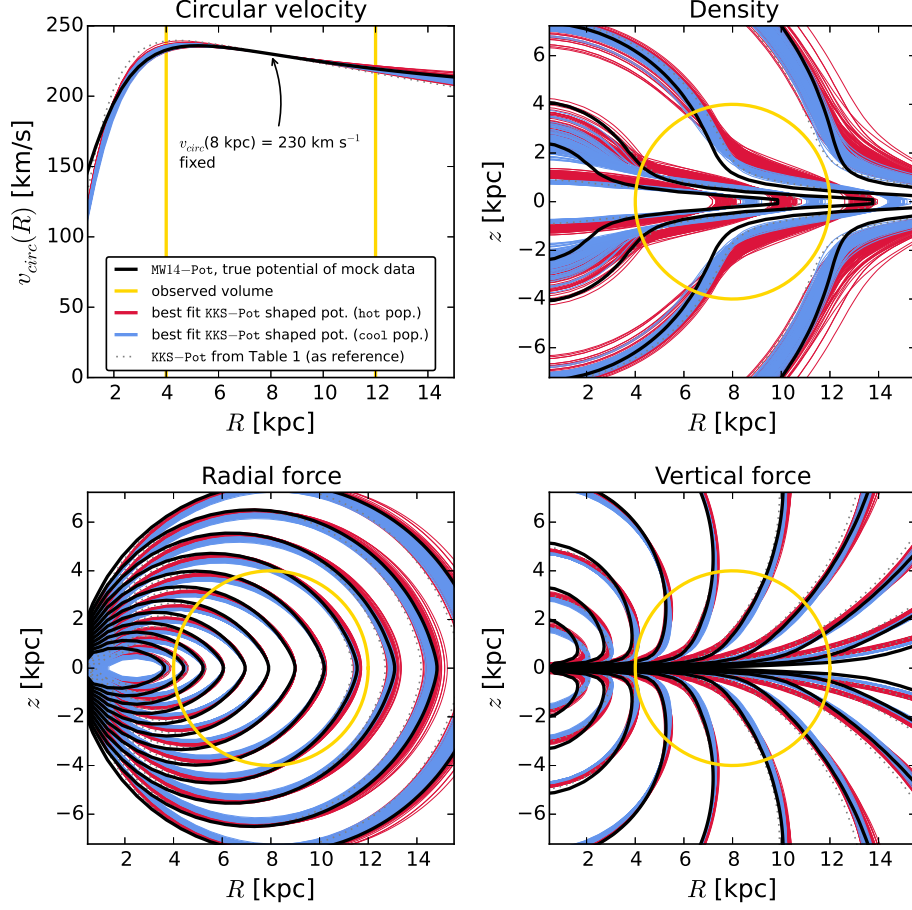 Circular velocity
250
200
150
100
50
0
v_circ(R) [km/s]
v_circ(8 kpc) = 230 km s⁻¹
fixed
MW14-Pot, true potential of mock data
observed volume
best fit KKS-Pot shaped pot. (hot pop.)
best fit KKS-Pot shaped pot. (cool pop.)
KKS-Pot from Table 1 (as reference)
2 4 6 8 10 12 14
R [kpc]
Density
6
4
2
0
−2
−4
−6
z [kpc]
2 4 6 8 10 12 14
R [kpc]
Radial force
6
4
2
0
−2
−4
−6
z [kpc]
2 4 6 8 10 12 14
R [kpc]
Vertical force
6
4
2
0
−2
−4
−6
z [kpc]
2 4 6 8 10 12 14
R [kpc]